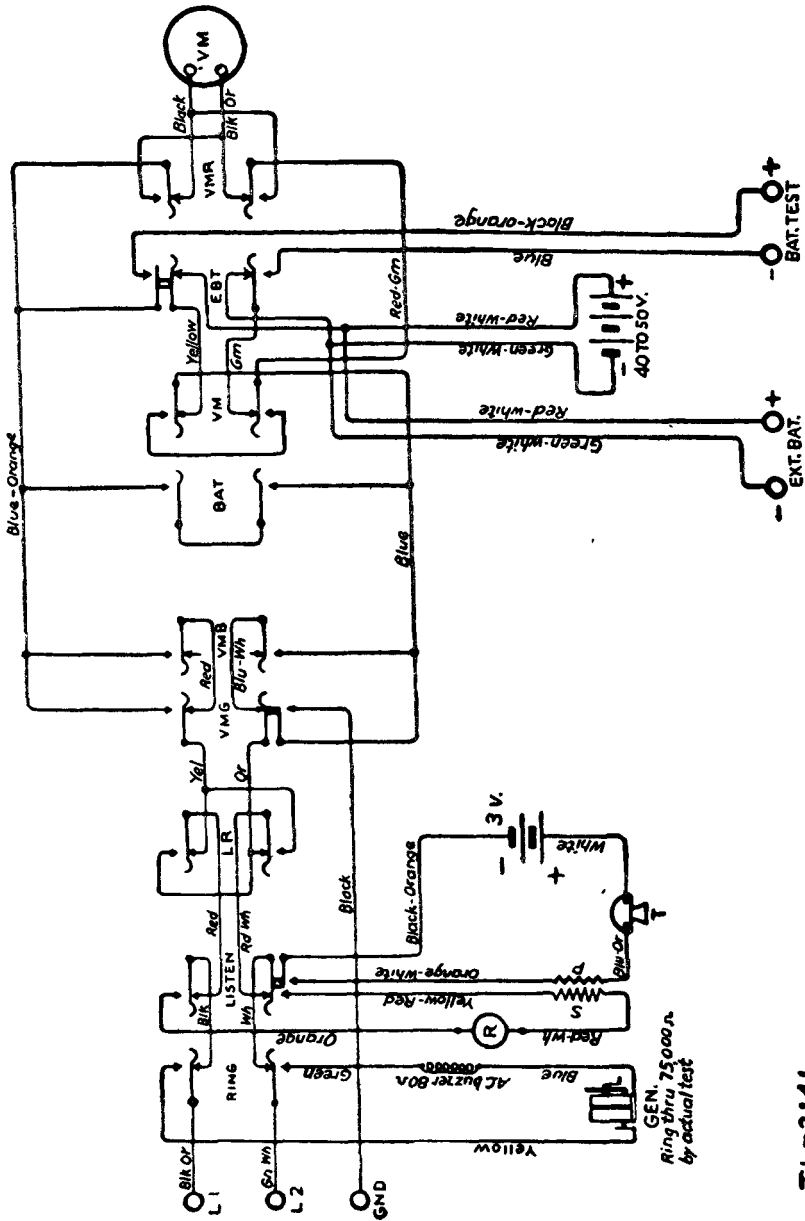 Blk Or
L 1
Gn Wh
L 2
GND
RING
Blk
Wh
LISTEN
Red
Rd Wh
LR
Yel
Or
VMG
Red
Blu-Wh
VMB
Blue-Orange
BAT
VM
Yellow
Grn
EBT
VMR
Black
Blk
Or
VM
Red-Grn
Blue
Black
Yellow
Green
AC buzzer 80Ω
Blue
GEN.
Ring thru 75,000Ω
by actual test
Orange
R
Red-Wh
Yellow-Red
S
Orange-White
P
Blu Or
T
Black-Orange
-
3 V.
+
White
Green-white
Red-white
-
EXT. BAT.
+
Green-White
Red-white
-
+
40 TO 50 V.
Blue
Black-orange
-
BAT. TEST
+